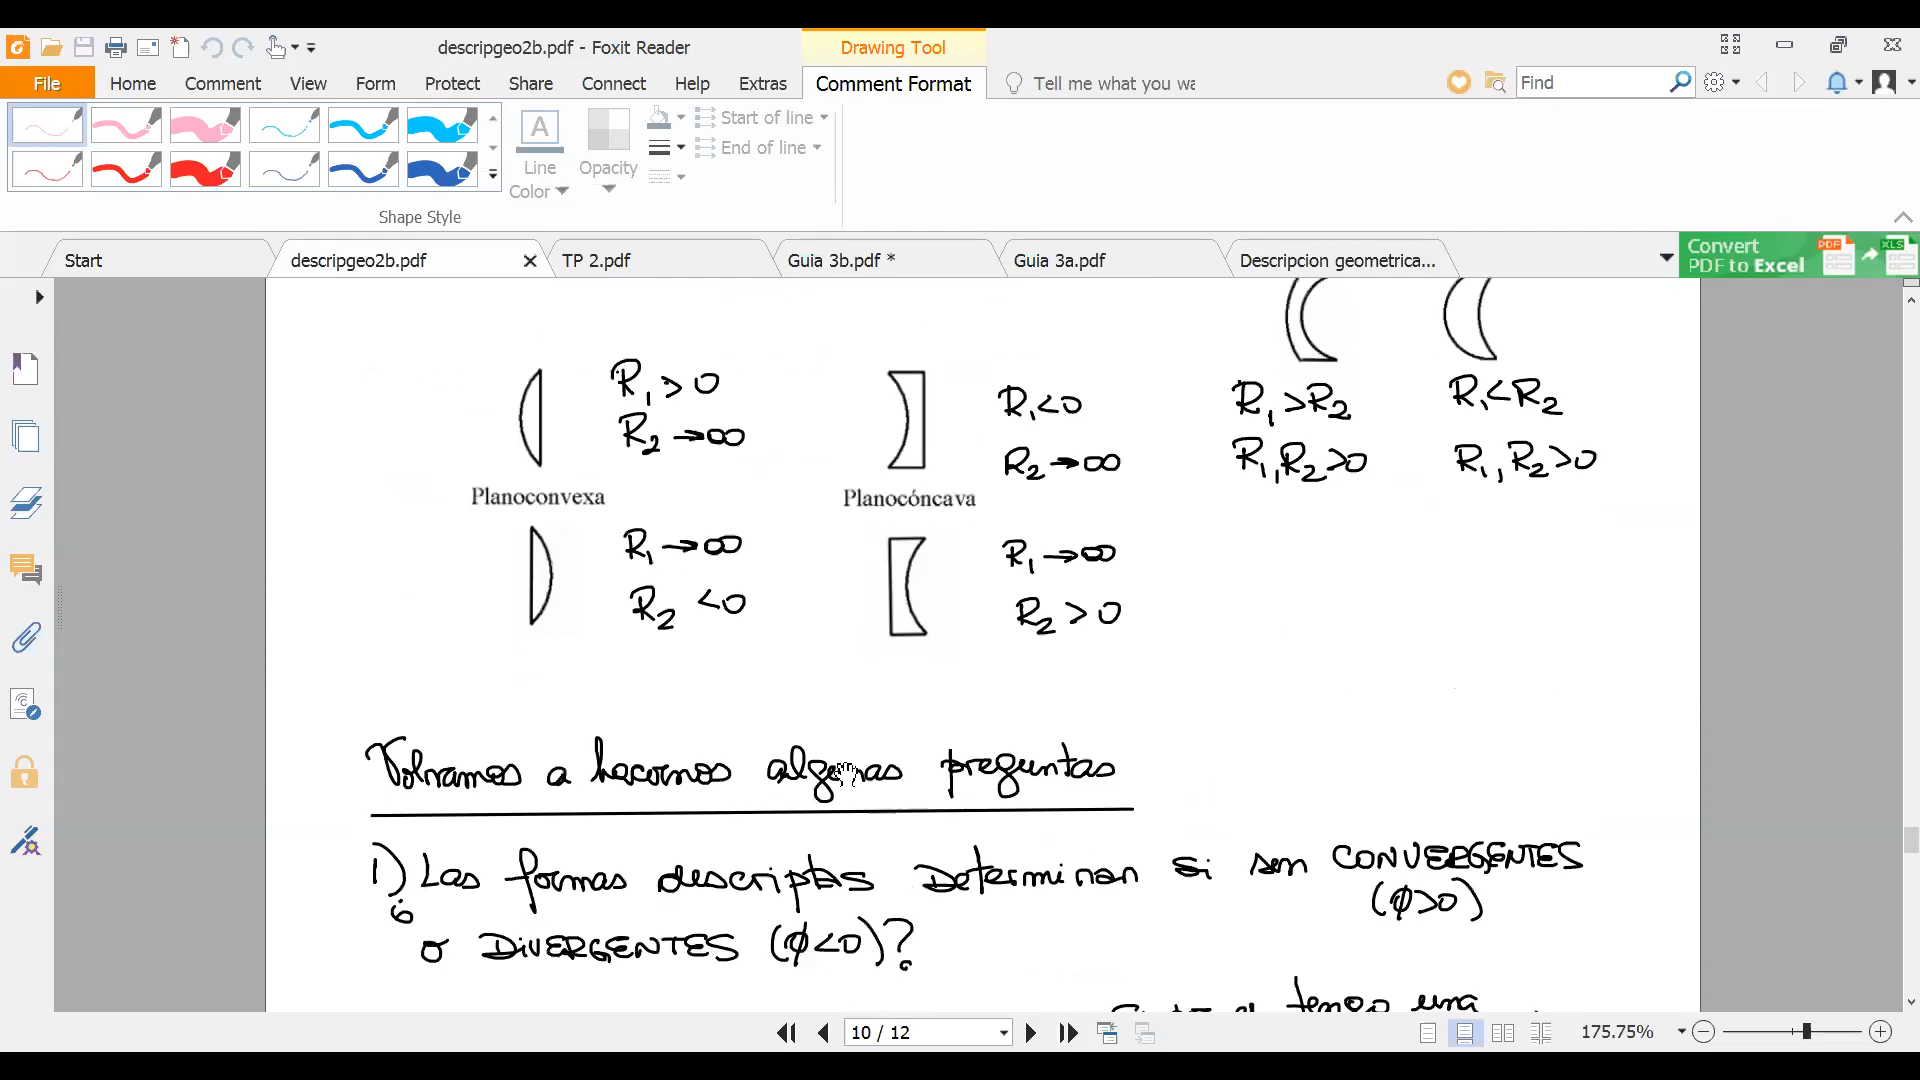 descripgeo2b.pdf - Foxit Reader
Drawing Tool
File Home Comment View Form Protect Share Connect Help Extras Comment Format Tell me what you wa Find
Start of line
End of line
Line Color
Opacity
Shape Style
Start descripgeo2b.pdf TP 2.pdf Guia 3b.pdf * Guia 3a.pdf Descripcion geometrica...
Convert
PDF to Excel
PDF XLS
R₁ > 0
R₂ → ∞
Planoconvexa
R₁ < 0
R₂ → ∞
Planocóncava
R₁ > R₂
R₁, R₂ > 0
R₁ < R₂
R₁, R₂ > 0
R₁ → ∞
R₂ < 0
R₁ → ∞
R₂ > 0
Volvamos a hacernos algunas preguntas
1) Las formas descriptas Determinan si son CONVERGENTES
(ϕ>0)
¿
o DIVERGENTES (ϕ<0)?
tengo una
10 / 12
175.75%